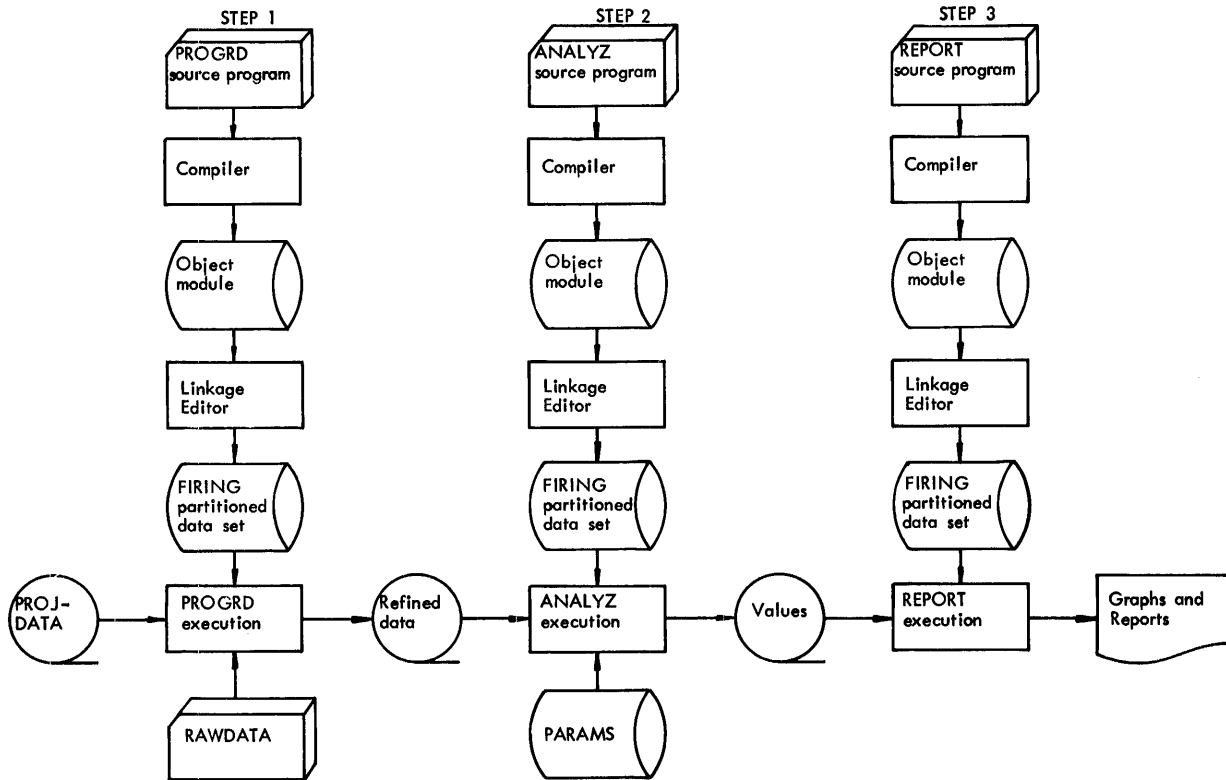 STEP 1
STEP 2
STEP 3
PROGRD
source program
ANALYZ
source program
REPORT
source program
Compiler
Compiler
Compiler
Object
module
Object
module
Object
module
Linkage
Editor
Linkage
Editor
Linkage
Editor
FIRING
partitioned
data set
FIRING
partitioned
data set
FIRING
partitioned
data set
PROJ-
DATA
PROGRD
execution
Refined
data
ANALYZ
execution
Values
REPORT
execution
Graphs and
Reports
RAWDATA
PARAMS